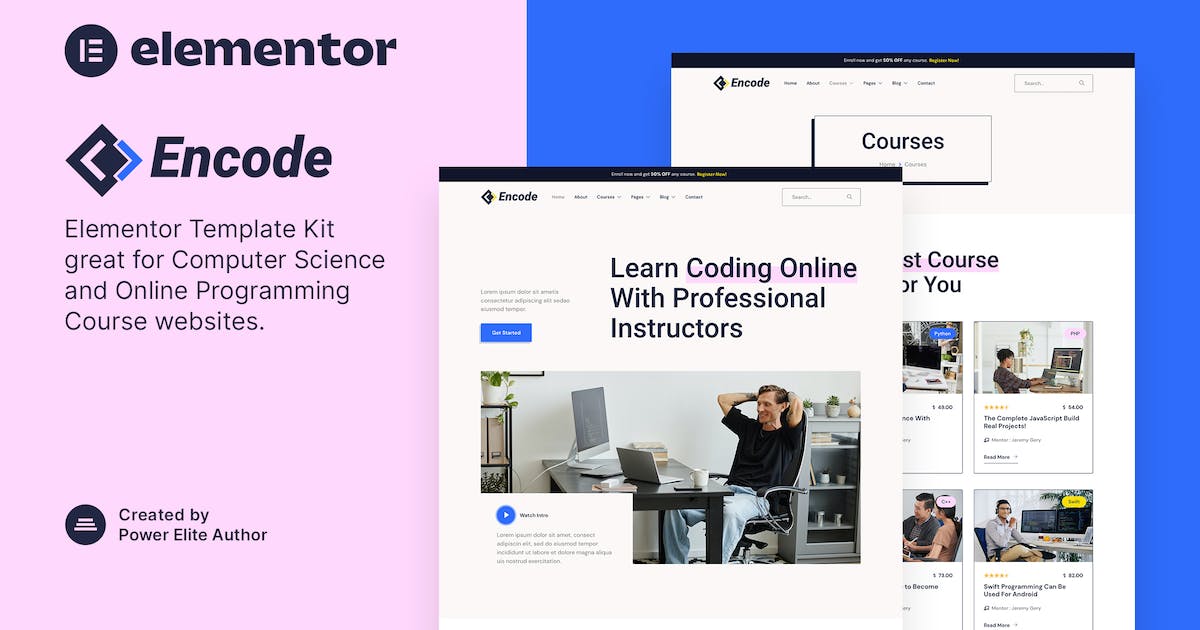 elementor
Encode
Elementor Template Kit
great for Computer Science
and Online Programming
Course websites.
Created by
Power Elite Author
Enroll now and get 50% OFF any course. Register Now!
Encode
Home About Courses Pages Blog Contact
Search...
Courses
Home > Courses
Enroll now and get 50% OFF any course. Register Now!
Encode
Home About Courses Pages Blog Contact
Search...
Learn Coding Online
With Professional
Instructors
Lorem ipsum dolor sit ametis
consectetur adipiscing elit sedao
eiusmod tempor.
Get Started
Watch Intro
Lorem ipsum dolor sit amet, consect
adipiscin elit, sed do eiusmod tempor
incididunt ut labore et dolore magna aliqua
uis nostrud exercitation.
st Course
or You
Python
$ 49.00
nce With
ory
PHP
$ 54.00
The Complete JavaScript Build
Real Projects!
Mentor : Jeremy Gory
Read More
C++
$ 73.00
to Become
ory
Swift
$ 82.00
Swift Programming Can Be
Used For Android
Mentor : Jeremy Gory
Read More